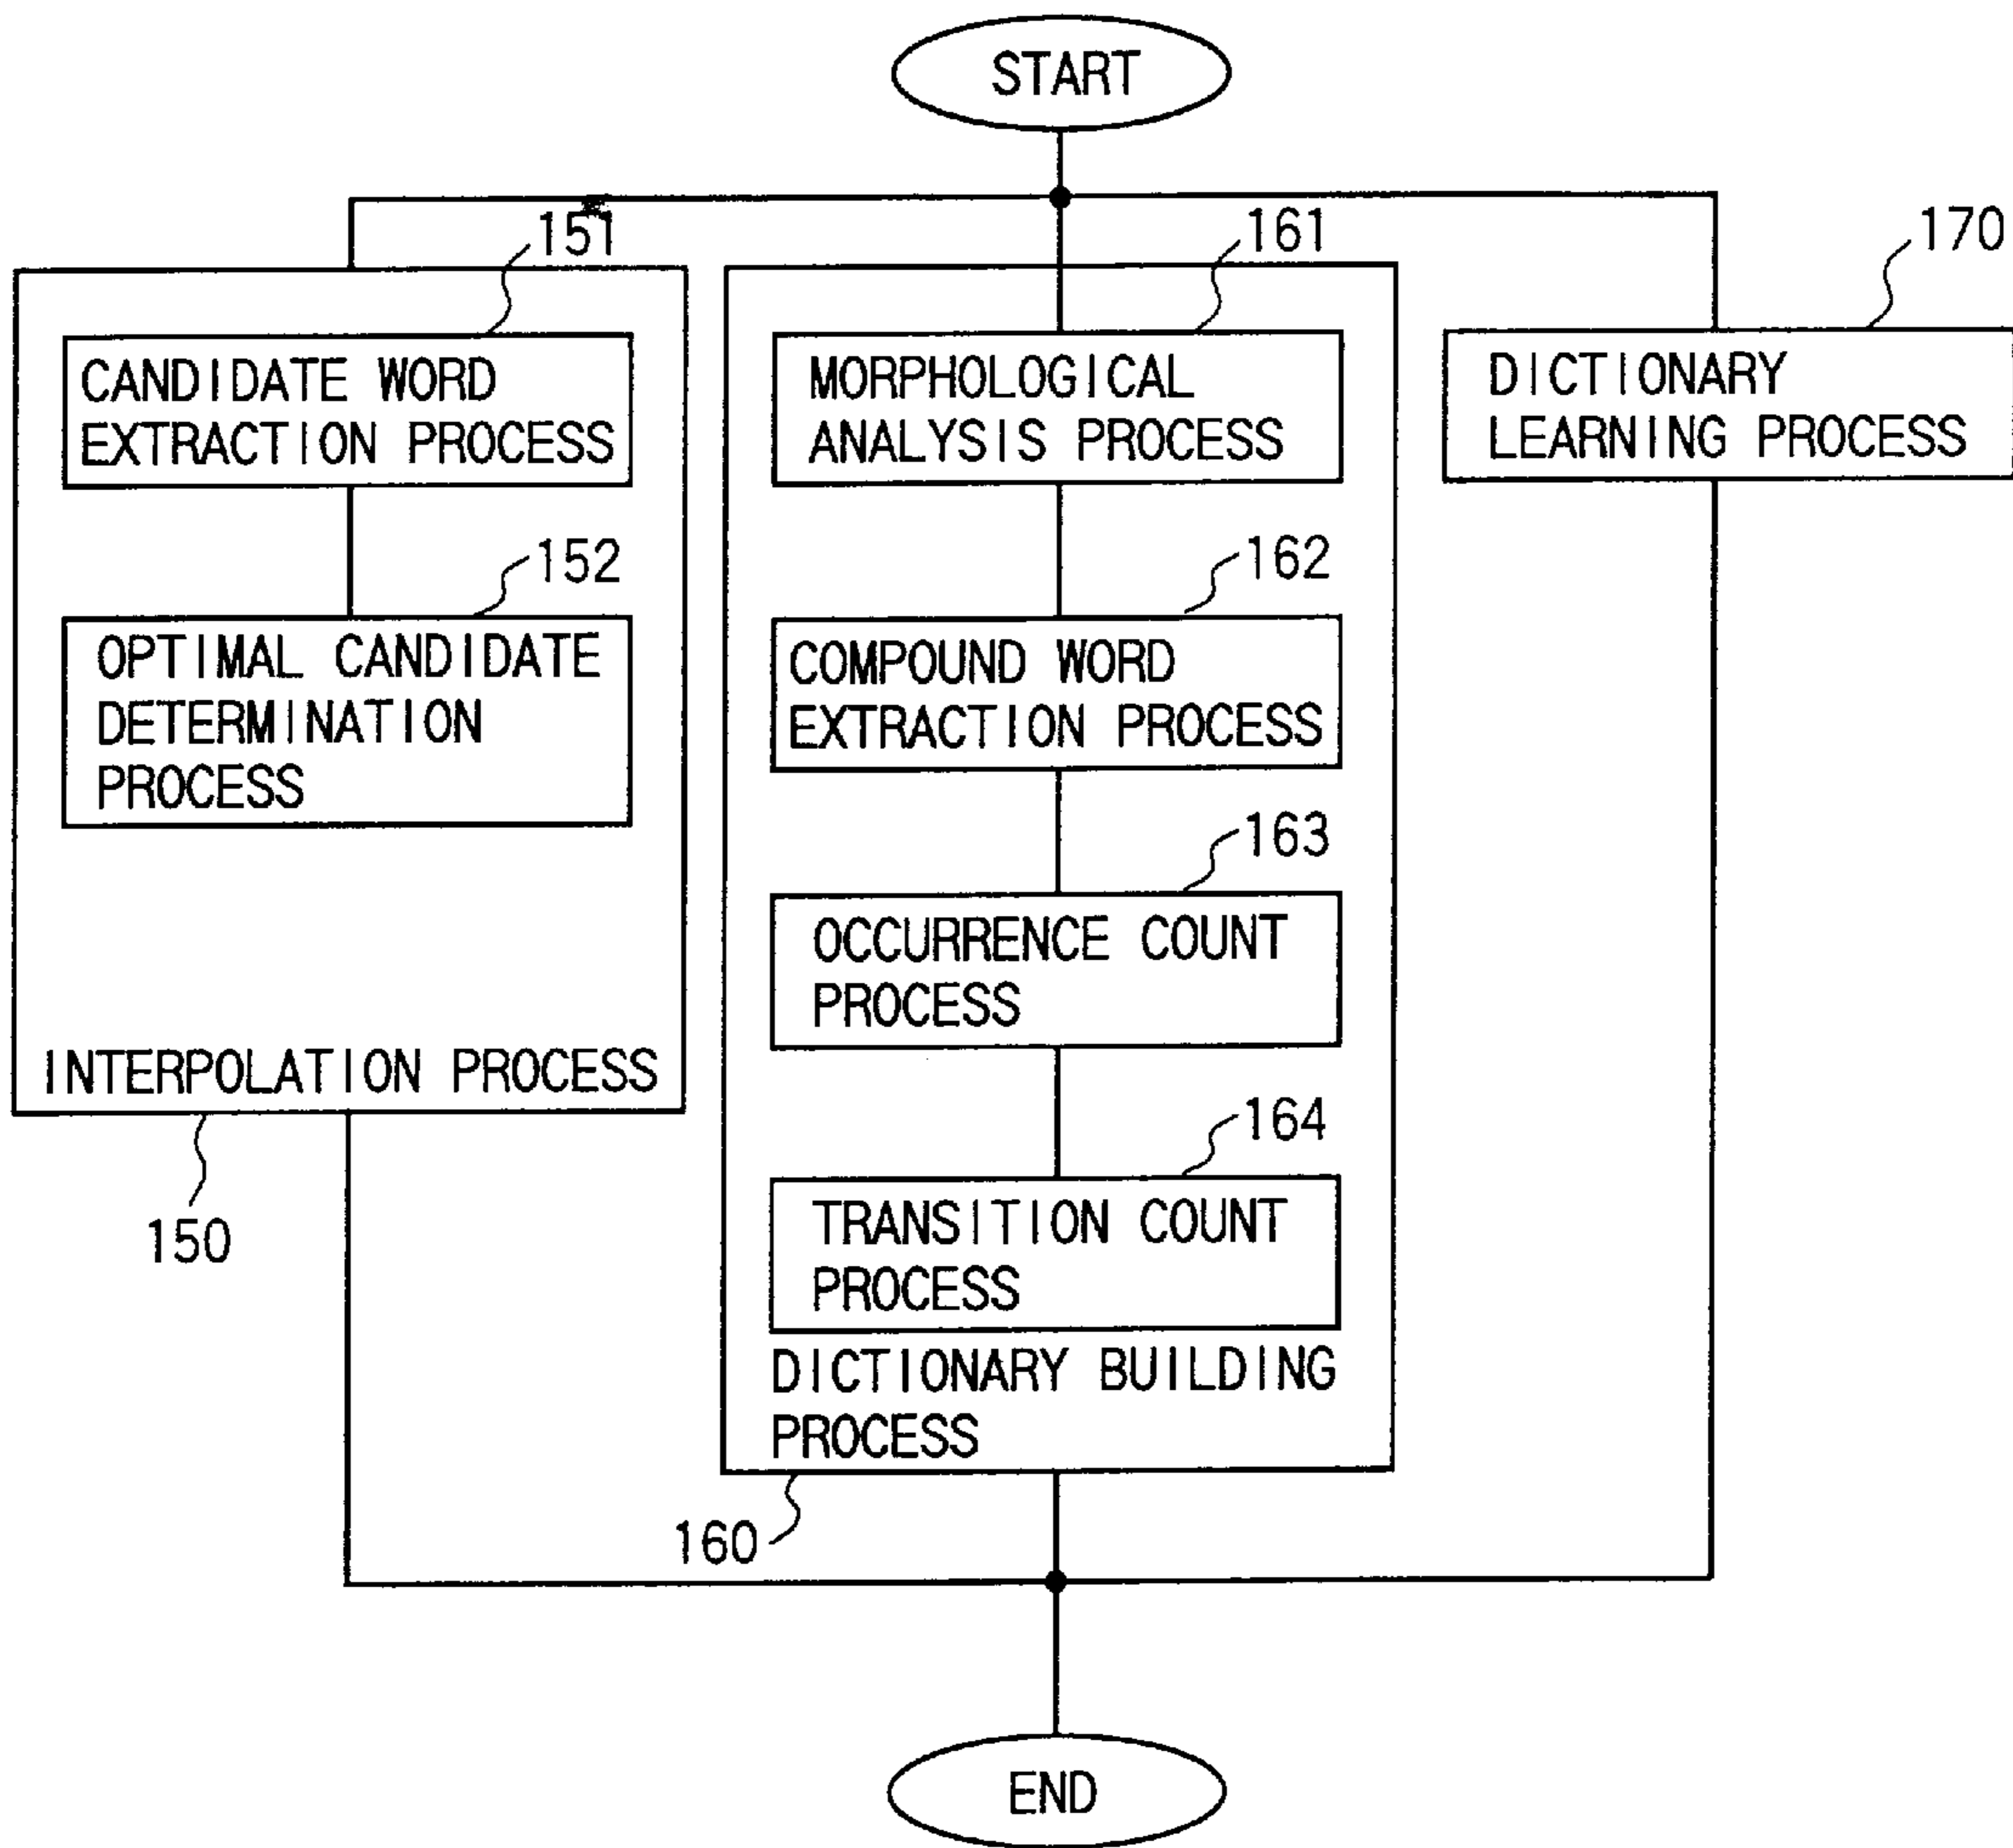 START
151
CANDIDATE WORD
EXTRACTION PROCESS
152
OPTIMAL CANDIDATE
DETERMINATION
PROCESS
INTERPOLATION PROCESS
150
161
MORPHOLOGICAL
ANALYSIS PROCESS
162
COMPOUND WORD
EXTRACTION PROCESS
163
OCCURRENCE COUNT
PROCESS
164
TRANSITION COUNT
PROCESS
DICTIONARY BUILDING
PROCESS
160
170
DICTIONARY
LEARNING PROCESS
END